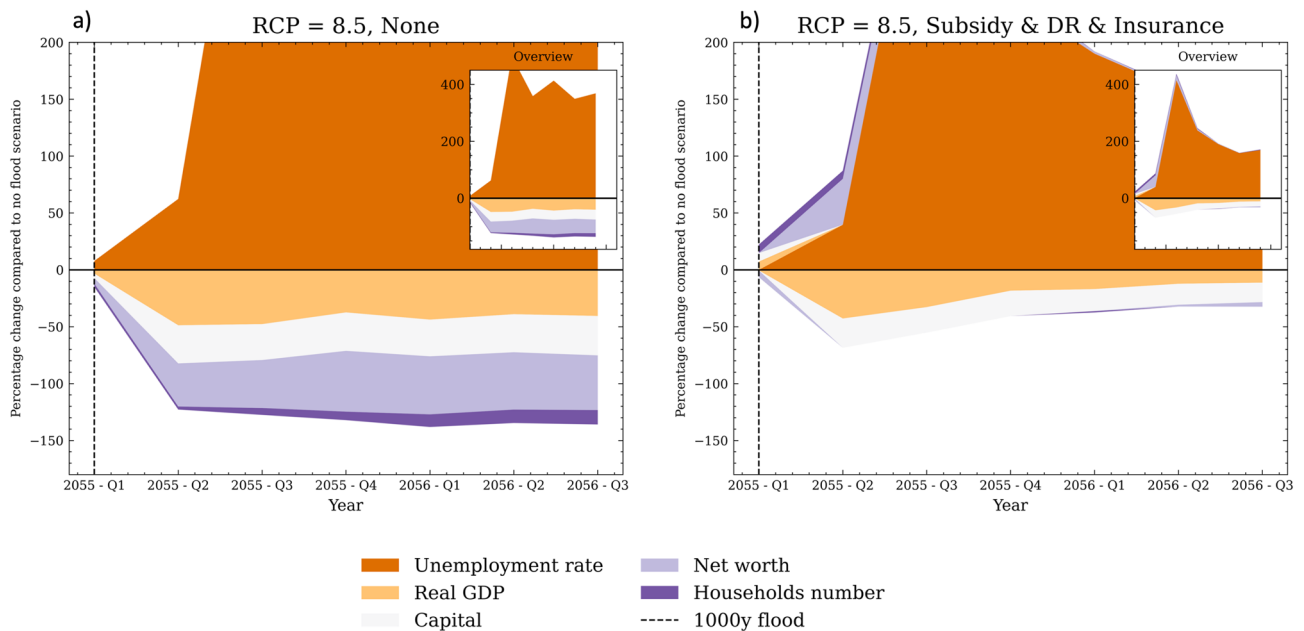 a)
RCP = 8.5, None
Percentage change compared to no flood scenario
200
150
100
50
0
−50
−100
−150
Overview
400
200
0
2055 - Q1
2055 - Q2
2055 - Q3
2055 - Q4
2056 - Q1
2056 - Q2
2056 - Q3
Year
b)
RCP = 8.5, Subsidy & DR & Insurance
Percentage change compared to no flood scenario
200
150
100
50
0
−50
−100
−150
Overview
400
200
0
2055 - Q1
2055 - Q2
2055 - Q3
2055 - Q4
2056 - Q1
2056 - Q2
2056 - Q3
Year
Unemployment rate
Real GDP
Capital
Net worth
Households number
1000y flood